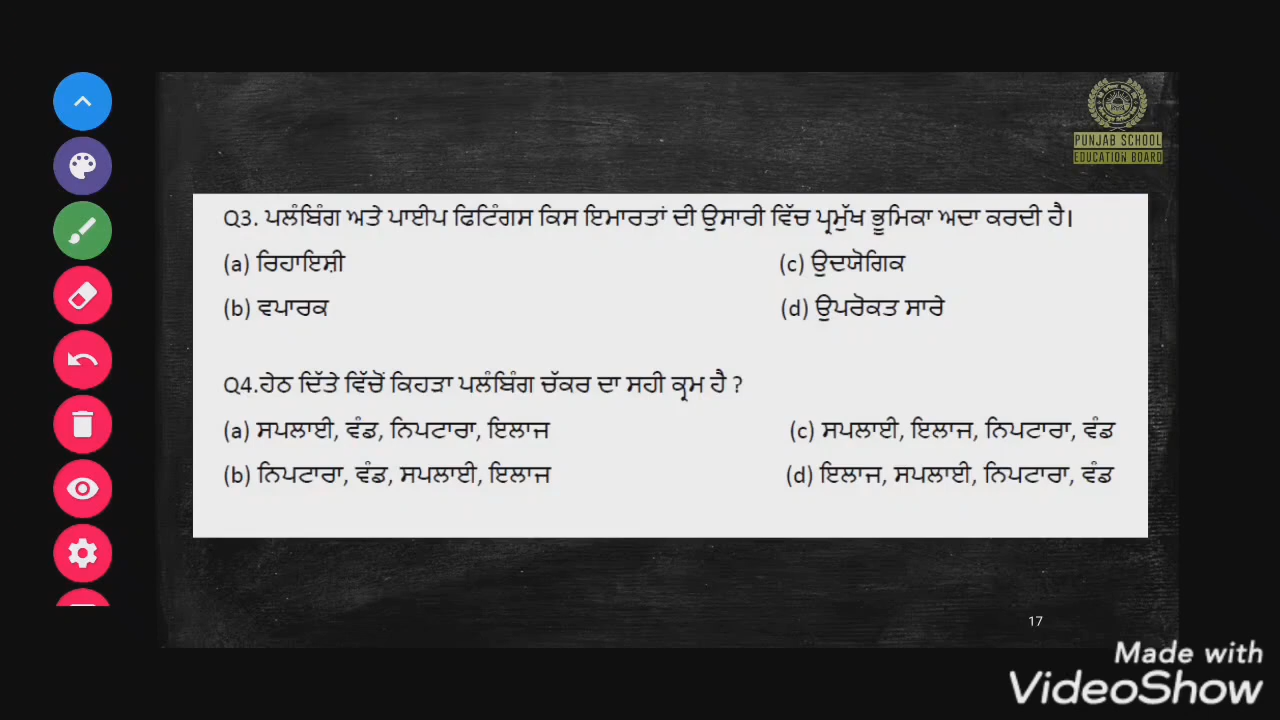 PUNJAB SCHOOL
EDUCATION BOARD
Q3. ਪਲੰਬਿੰਗ ਅਤੇ ਪਾਈਪ ਫਿਟਿੰਗਸ ਕਿਸ ਇਮਾਰਤਾਂ ਦੀ ਉਸਾਰੀ ਵਿੱਚ ਪ੍ਰਮੁੱਖ ਭੂਮਿਕਾ ਅਦਾ ਕਰਦੀ ਹੈ।
(a) ਰਿਹਾਇਸ਼ੀ (c) ਉਦਯੋਗਿਕ
(b) ਵਪਾਰਕ (d) ਉਪਰੋਕਤ ਸਾਰੇ
Q4.ਹੇਠ ਦਿੱਤੇ ਵਿੱਚੋਂ ਕਿਹੜਾ ਪਲੰਬਿੰਗ ਚੱਕਰ ਦਾ ਸਹੀ ਕ੍ਰਮ ਹੈ ?
(a) ਸਪਲਾਈ, ਵੰਡ, ਨਿਪਟਾਰਾ, ਇਲਾਜ (c) ਸਪਲਾਈ, ਇਲਾਜ, ਨਿਪਟਾਰਾ, ਵੰਡ
(b) ਨਿਪਟਾਰਾ, ਵੰਡ, ਸਪਲਾਈ, ਇਲਾਜ (d) ਇਲਾਜ, ਸਪਲਾਈ, ਨਿਪਟਾਰਾ, ਵੰਡ
17
Made with
VideoShow